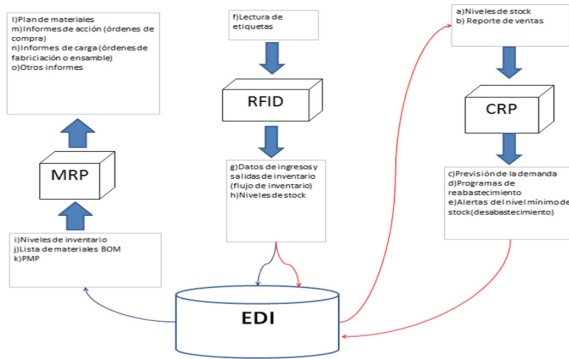 l)Plan de materiales
m)Informes de acción (órdenes de
compra)
n)Informes de carga (órdenes de
fabriciación o ensamble)
o)Otros informes
MRP
i)Niveles de inventario
j)Lista de materiales BOM
k)PMP
f)Lectura de
etiquetas
RFID
g)Datos de ingresos y
salidas de inventario
(flujo de inventario)
h)Niveles de stock
EDI
a)Niveles de stock
b) Reporte de ventas
CRP
c)Previsión de la demanda
d)Programas de
reabastecimiento
e)Alertas del nivel mínimo de
stock(desabastecimiento)